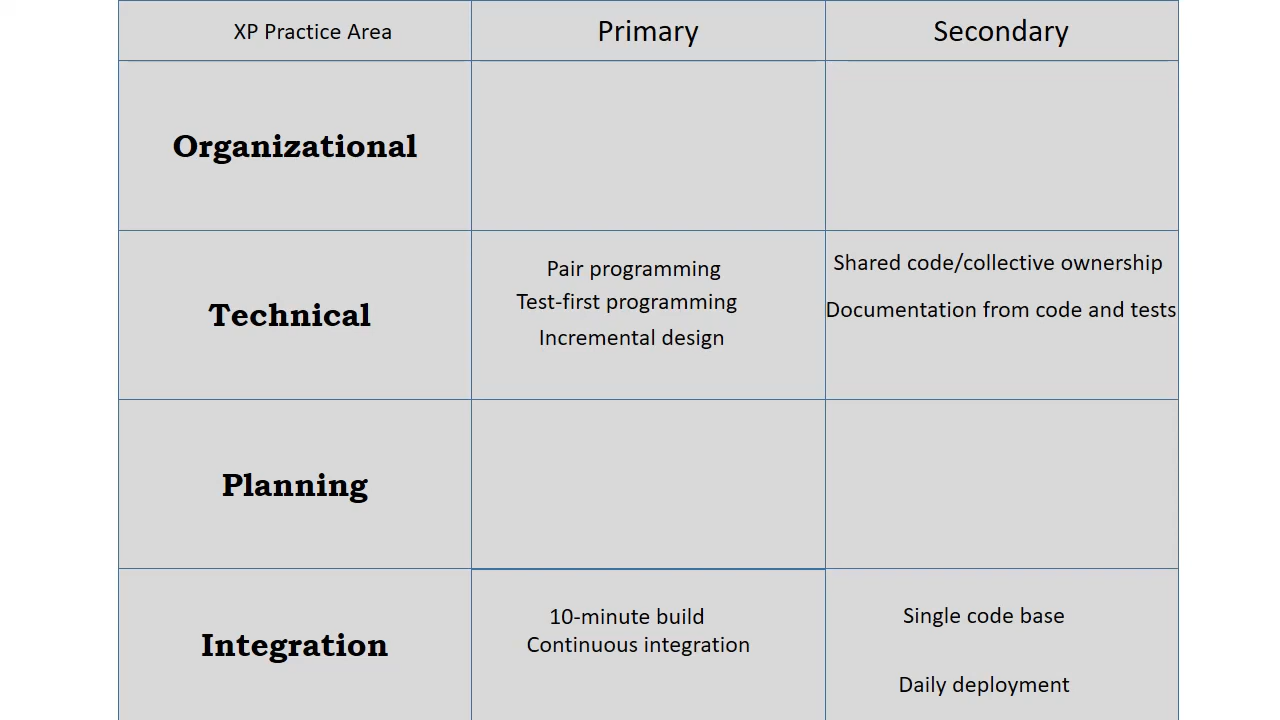 XP Practice Area Primary Secondary
Organizational
Technical
Pair programming
Test-first programming
Incremental design
Shared code/collective ownership
Documentation from code and tests
Planning
Integration
10-minute build
Continuous integration
Single code base
Daily deployment